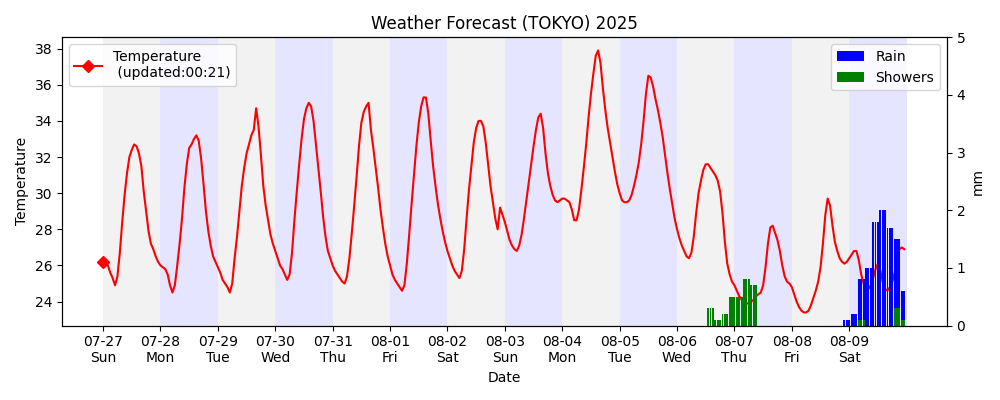 Weather Forecast (TOKYO) 2025
Temperature
(updated:00:21)
Rain
Showers
38
36
34
32
30
28
26
24
Temperature
5
4
3
2
1
0
mm
07-27 07-28 07-29 07-30 07-31 08-01 08-02 08-03 08-04 08-05 08-06 08-07 08-08 08-09
Sun Mon Tue Wed Thu Fri Sat Sun Mon Tue Wed Thu Fri Sat
Date